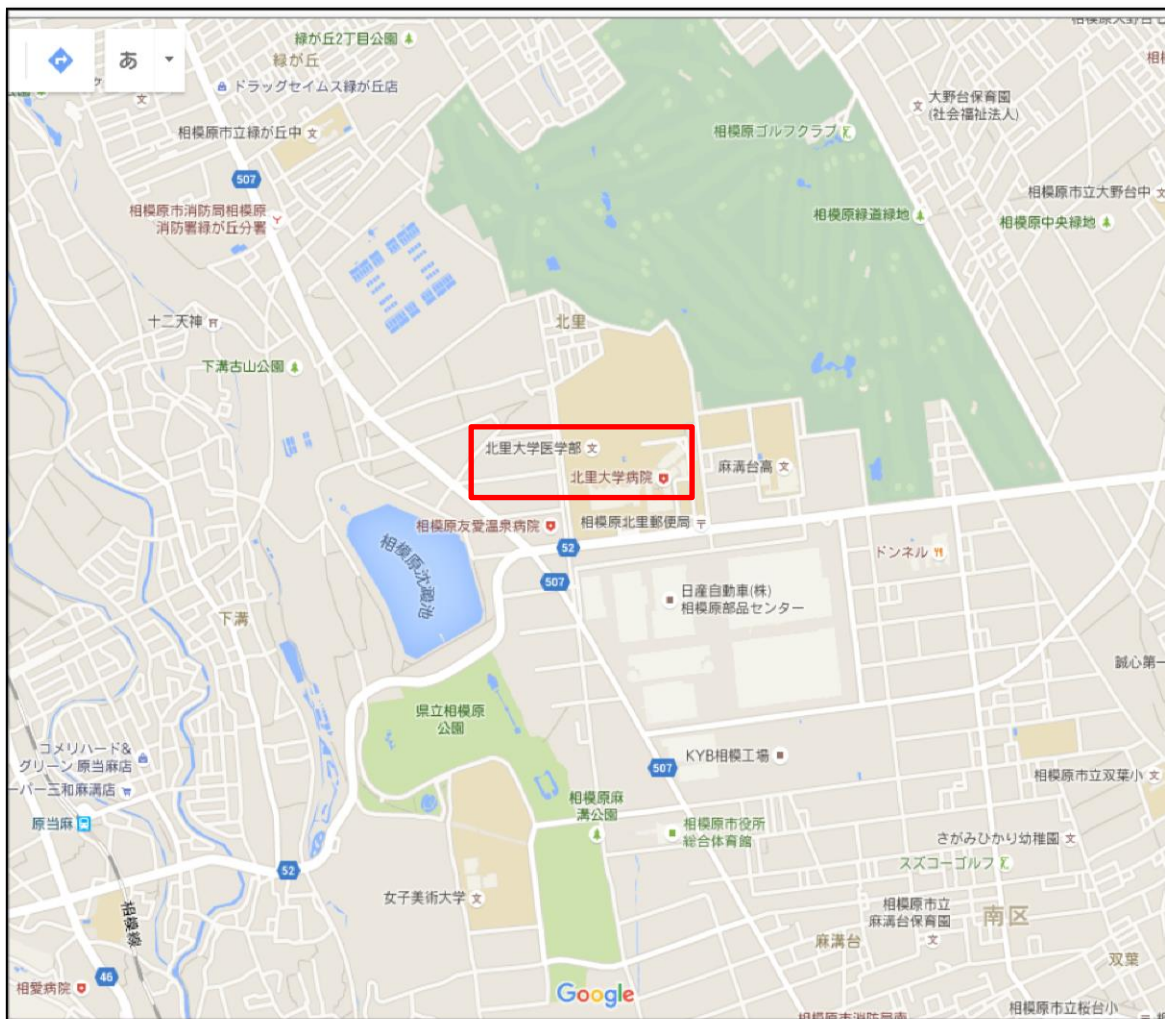 相模原大野台
緑が丘2丁目公園
緑が丘
あ
ドラッグセイムス緑が丘店
大野台保育園
(社会福祉法人)
相模原市立緑が丘中
相模原ゴルフクラブ
507
相模原市立大野台中
相模原市消防局相模原
消防署緑が丘分署
相模原緑道緑地
相模原中央緑地
十二天神
北里
下溝古山公園
北里大学医学部
北里大学病院
麻溝台高
相模原友愛温泉病院
相模原北里郵便局
52
ドンネル
相模原沈澱池
507
日産自動車(株)
相模原部品センター
下溝
誠心第一
県立相模原
公園
コメリハード&
グリーン 原当麻店
KYB相模工場
507
相模原市立双葉小
ーパー三和麻溝店
相模原麻
溝公園
原当麻
相模原市役所
総合体育館
さがみひかり幼稚園
スズコーゴルフ
52
女子美術大学
相模原市立
麻溝台保育園
南区
相模線
麻溝台
双葉
46
相愛病院
Google
相模原市立桜台小
相模原市消防局南